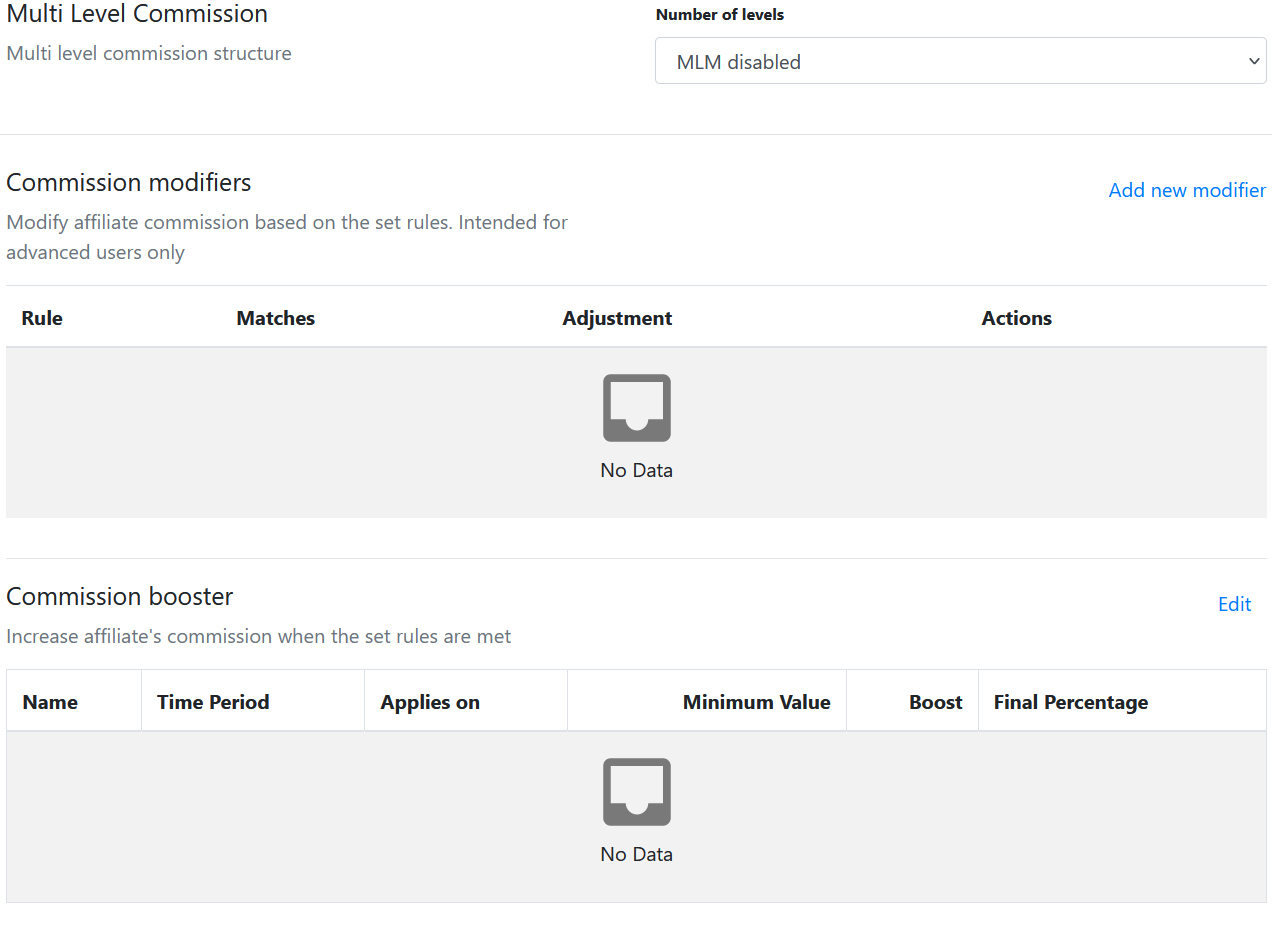 Multi Level Commission
Multi level commission structure
Number of levels
MLM disabled
Commission modifiers
Add new modifier
Modify affiliate commission based on the set rules. Intended for
advanced users only
Rule Matches Adjustment Actions
No Data
Commission booster
Edit
Increase affiliate's commission when the set rules are met
Name Time Period Applies on Minimum Value Boost Final Percentage
No Data